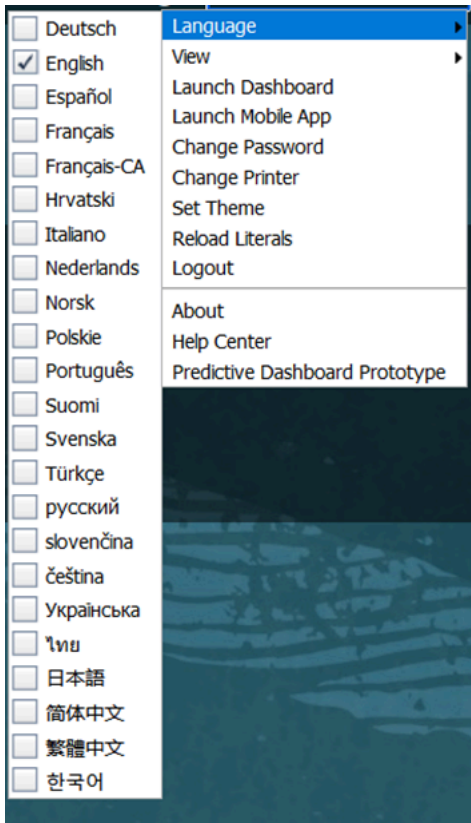 Deutsch
English
Español
Français
Français-CA
Hrvatski
Italiano
Nederlands
Norsk
Polskie
Português
Suomi
Svenska
Türkçe
русский
slovenčina
čeština
Українська
ไทย
日本語
简体中文
繁體中文
한국어
Language
View
Launch Dashboard
Launch Mobile App
Change Password
Change Printer
Set Theme
Reload Literals
Logout
About
Help Center
Predictive Dashboard Prototype